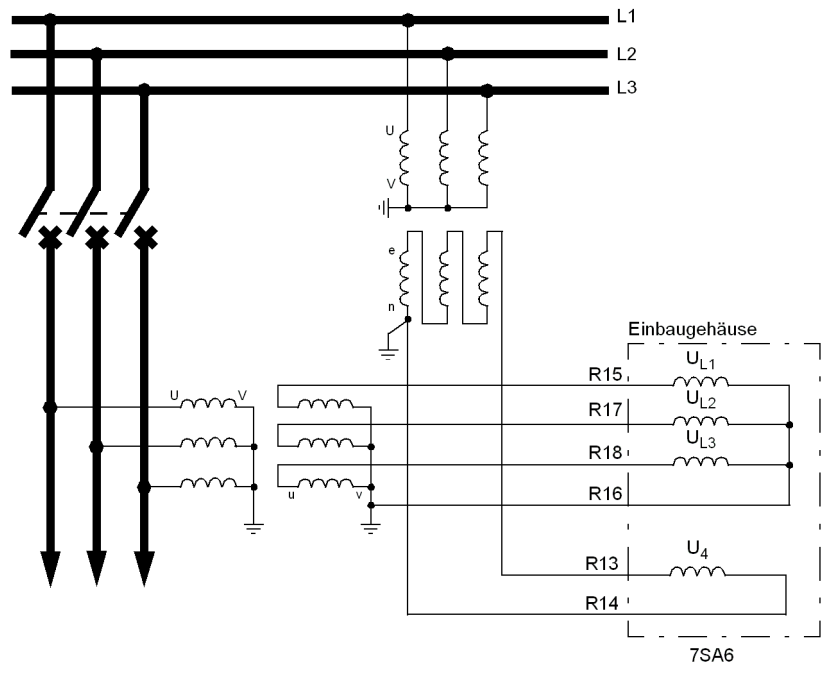 L1
L2
L3
U
V
e
n
Einbaugehäuse
U V
u v
R15 UL1
R17 UL2
R18 UL3
R16
R13 U4
R14
7SA6